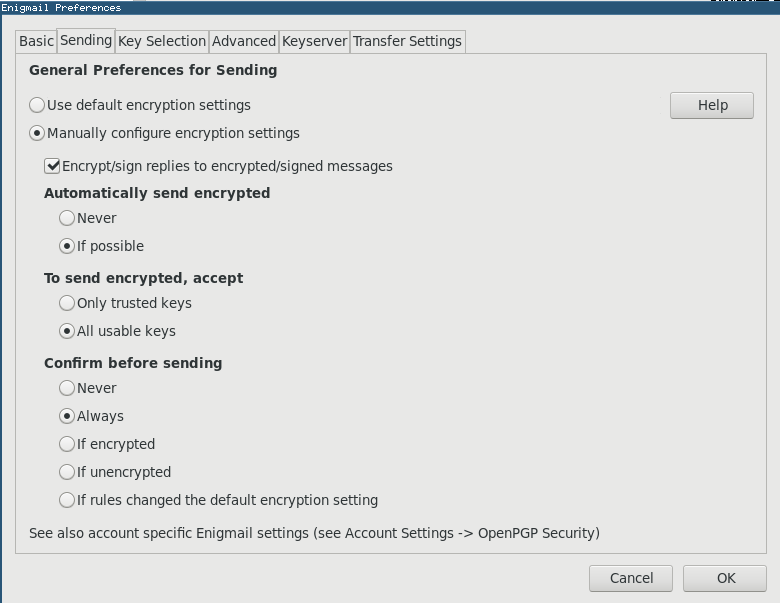 Enigmail Preferences
Basic Sending Key Selection Advanced Keyserver Transfer Settings
General Preferences for Sending
Use default encryption settings
Help
Manually configure encryption settings
Encrypt/sign replies to encrypted/signed messages
Automatically send encrypted
Never
If possible
To send encrypted, accept
Only trusted keys
All usable keys
Confirm before sending
Never
Always
If encrypted
If unencrypted
If rules changed the default encryption setting
See also account specific Enigmail settings (see Account Settings -> OpenPGP Security)
Cancel OK